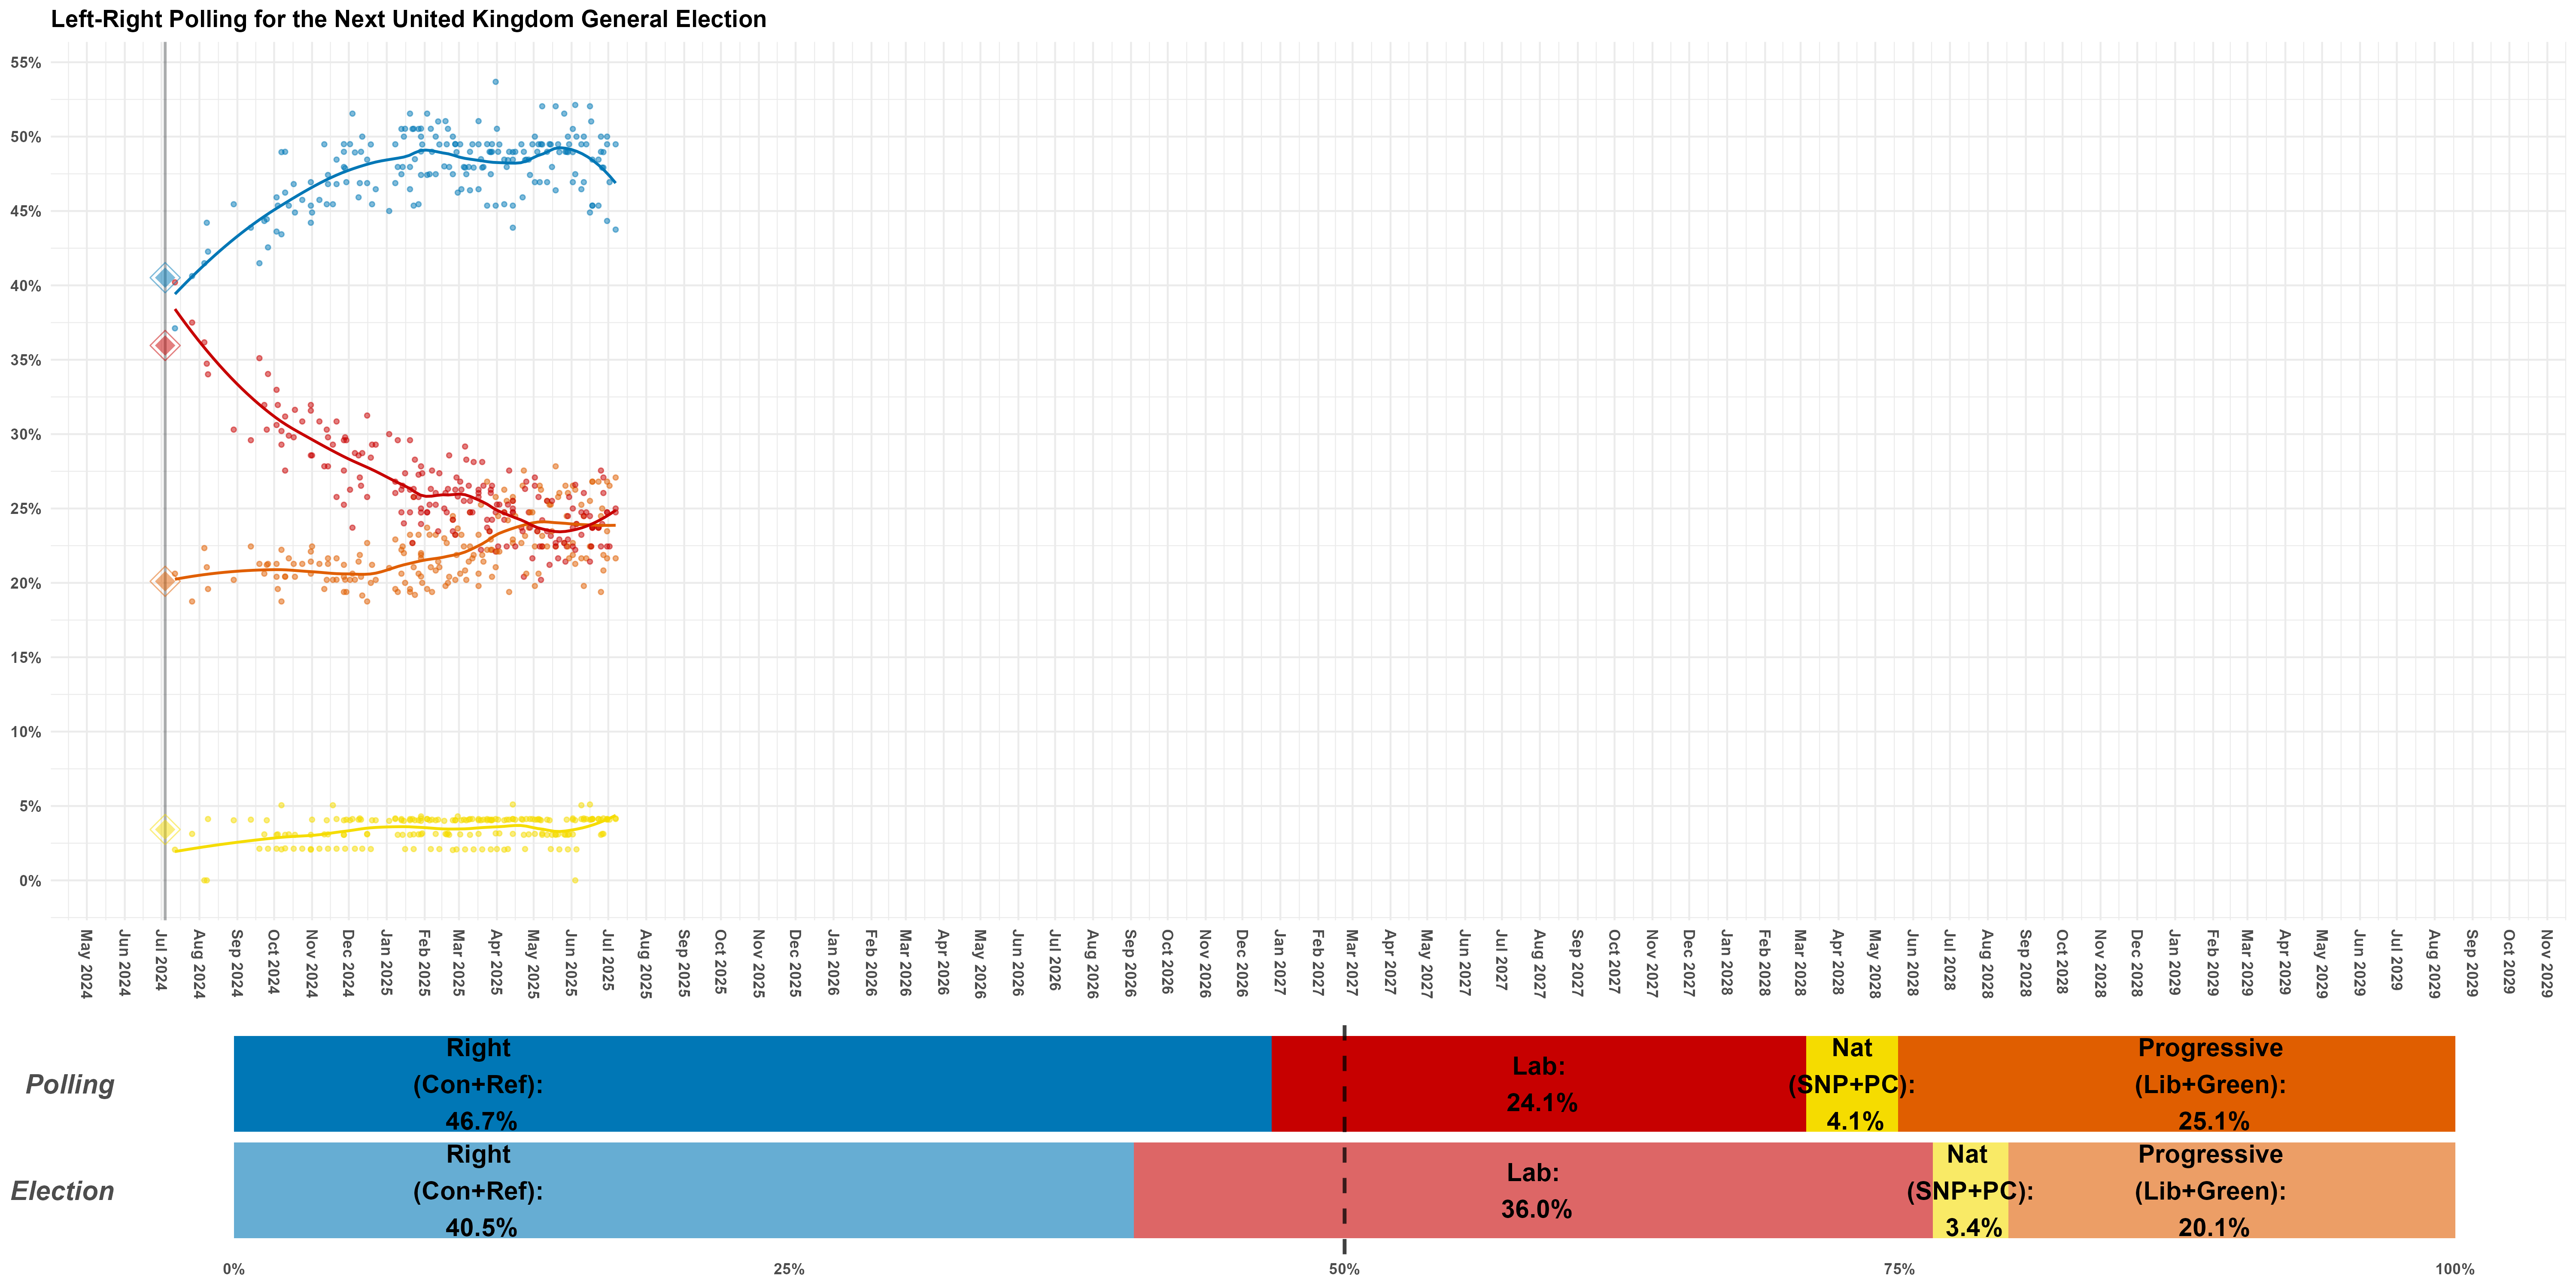 Left-Right Polling for the Next United Kingdom General Election
55%
50%
45%
40%
35%
30%
25%
20%
15%
10%
5%
0%
May 2024
Jun 2024
Jul 2024
Aug 2024
Sep 2024
Oct 2024
Nov 2024
Dec 2024
Jan 2025
Feb 2025
Mar 2025
Apr 2025
May 2025
Jun 2025
Jul 2025
Aug 2025
Sep 2025
Oct 2025
Nov 2025
Dec 2025
Jan 2026
Feb 2026
Mar 2026
Apr 2026
May 2026
Jun 2026
Jul 2026
Aug 2026
Sep 2026
Oct 2026
Nov 2026
Dec 2026
Jan 2027
Feb 2027
Mar 2027
Apr 2027
May 2027
Jun 2027
Jul 2027
Aug 2027
Sep 2027
Oct 2027
Nov 2027
Dec 2027
Jan 2028
Feb 2028
Mar 2028
Apr 2028
May 2028
Jun 2028
Jul 2028
Aug 2028
Sep 2028
Oct 2028
Nov 2028
Dec 2028
Jan 2029
Feb 2029
Mar 2029
Apr 2029
May 2029
Jun 2029
Jul 2029
Aug 2029
Sep 2029
Oct 2029
Nov 2029
Polling
Right
(Con+Ref):
46.7%
Lab:
24.1%
Nat
(SNP+PC):
4.1%
Progressive
(Lib+Green):
25.1%
Election
Right
(Con+Ref):
40.5%
Lab:
36.0%
Nat
(SNP+PC):
3.4%
Progressive
(Lib+Green):
20.1%
0%
25%
50%
75%
100%